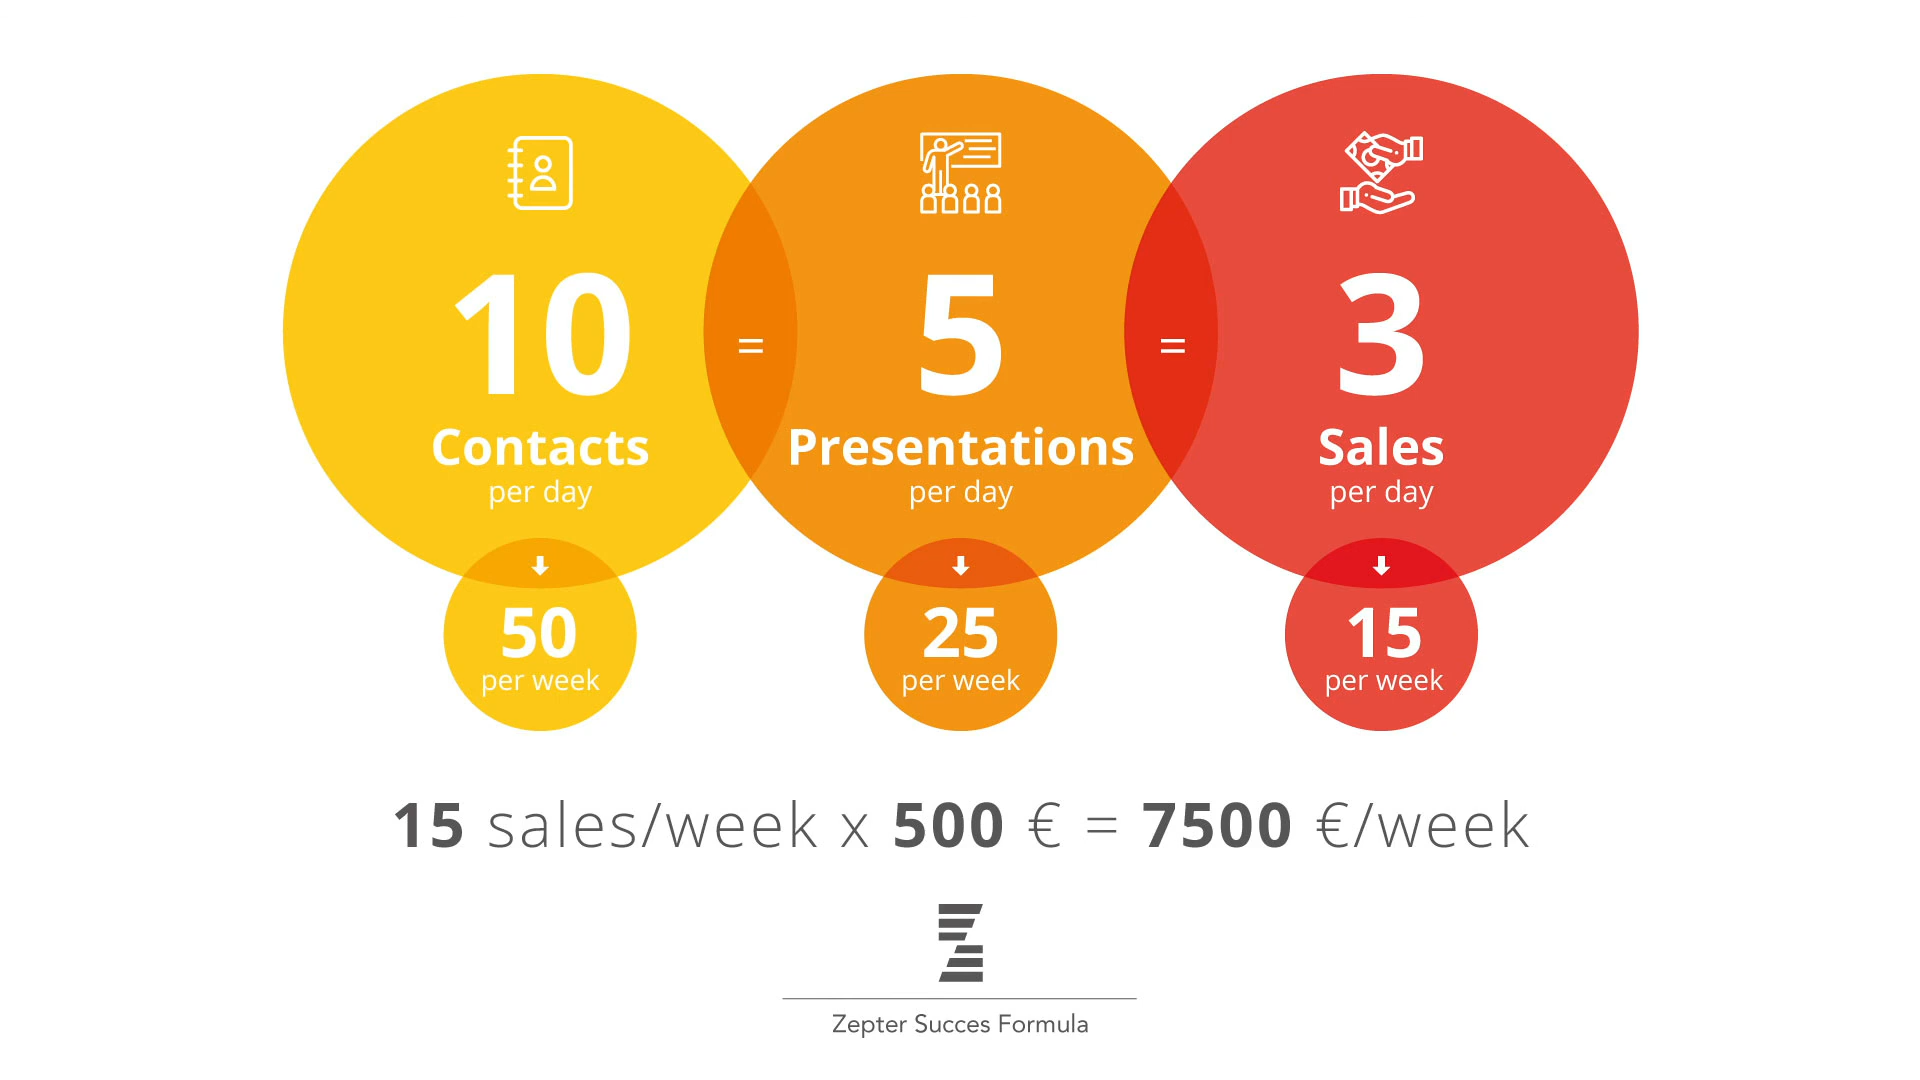 10
Contacts
per day
50
per week
=
5
Presentations
per day
25
per week
=
3
Sales
per day
15
per week
15 sales/week x 500 € = 7500 €/week
Zepter Succes Formula